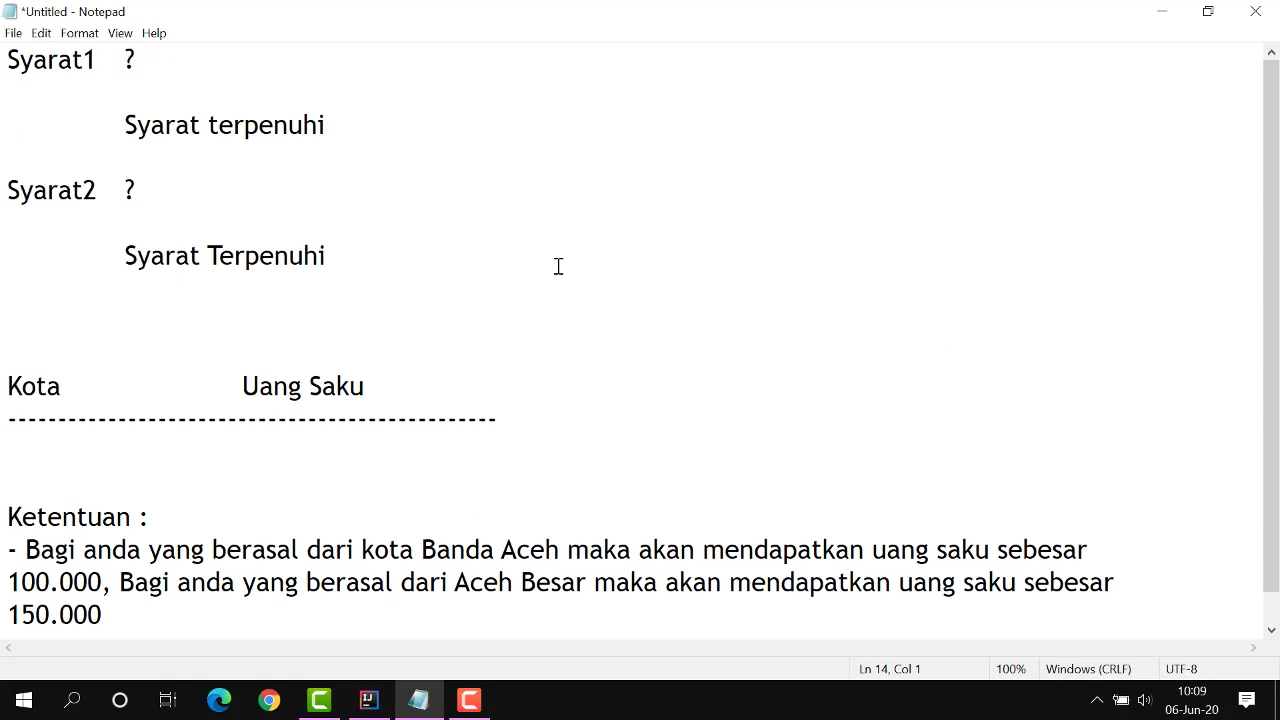 *Untitled - Notepad
File Edit Format View Help
Syarat1 ?
Syarat terpenuhi
Syarat2 ?
Syarat Terpenuhi
Kota Uang Saku
-----------------------------------------------
Ketentuan :
- Bagi anda yang berasal dari kota Banda Aceh maka akan mendapatkan uang saku sebesar
100.000, Bagi anda yang berasal dari Aceh Besar maka akan mendapatkan uang saku sebesar
150.000
Ln 14, Col 1 100% Windows (CRLF) UTF-8
10:09
06-Jun-20